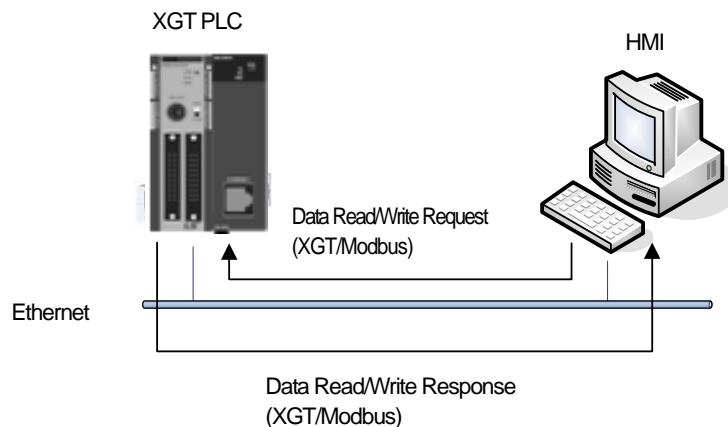 XGT PLC
HMI
Data Read/Write Request
(XGT/Modbus)
Ethernet
Data Read/Write Response
(XGT/Modbus)